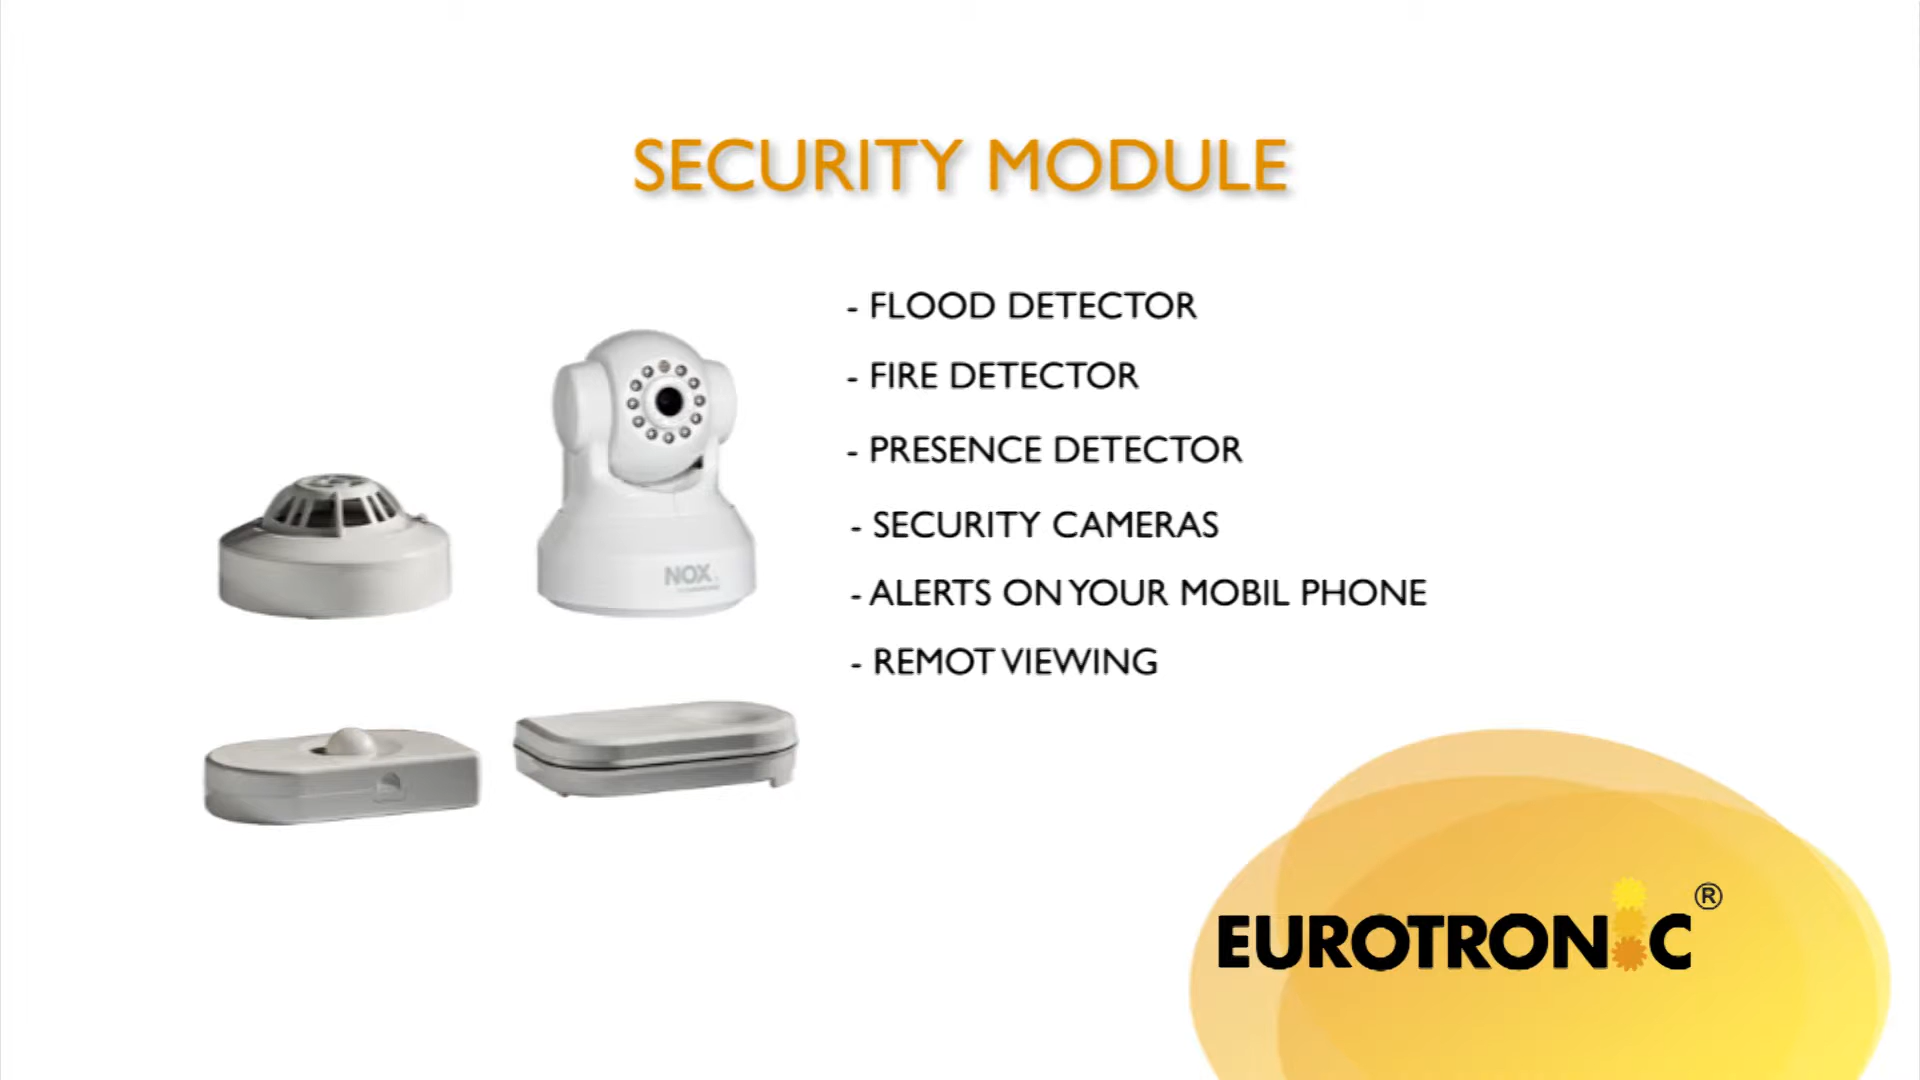 SECURITY MODULE
- FLOOD DETECTOR
- FIRE DETECTOR
- PRESENCE DETECTOR
- SECURITY CAMERAS
- ALERTS ON YOUR MOBIL PHONE
- REMOT VIEWING
NOX
EUROTRONIC®